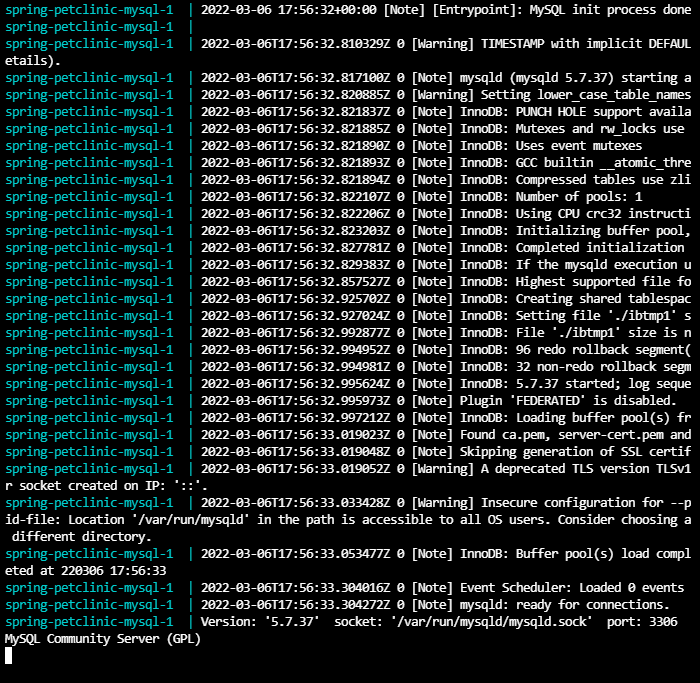 spring-petclinic-mysql-1  | 2022-03-06 17:56:32+00:00 [Note] [Entrypoint]: MySQL init process done
spring-petclinic-mysql-1  |
spring-petclinic-mysql-1  | 2022-03-06T17:56:32.810329Z 0 [Warning] TIMESTAMP with implicit DEFAUL
etails).
spring-petclinic-mysql-1  | 2022-03-06T17:56:32.817100Z 0 [Note] mysqld (mysqld 5.7.37) starting a
spring-petclinic-mysql-1  | 2022-03-06T17:56:32.820885Z 0 [Warning] Setting lower_case_table_names
spring-petclinic-mysql-1  | 2022-03-06T17:56:32.821837Z 0 [Note] InnoDB: PUNCH HOLE support availa
spring-petclinic-mysql-1  | 2022-03-06T17:56:32.821885Z 0 [Note] InnoDB: Mutexes and rw_locks use
spring-petclinic-mysql-1  | 2022-03-06T17:56:32.821890Z 0 [Note] InnoDB: Uses event mutexes
spring-petclinic-mysql-1  | 2022-03-06T17:56:32.821893Z 0 [Note] InnoDB: GCC builtin __atomic_thre
spring-petclinic-mysql-1  | 2022-03-06T17:56:32.821894Z 0 [Note] InnoDB: Compressed tables use zli
spring-petclinic-mysql-1  | 2022-03-06T17:56:32.822107Z 0 [Note] InnoDB: Number of pools: 1
spring-petclinic-mysql-1  | 2022-03-06T17:56:32.822206Z 0 [Note] InnoDB: Using CPU crc32 instructi
spring-petclinic-mysql-1  | 2022-03-06T17:56:32.823203Z 0 [Note] InnoDB: Initializing buffer pool,
spring-petclinic-mysql-1  | 2022-03-06T17:56:32.827781Z 0 [Note] InnoDB: Completed initialization
spring-petclinic-mysql-1  | 2022-03-06T17:56:32.829383Z 0 [Note] InnoDB: If the mysqld execution u
spring-petclinic-mysql-1  | 2022-03-06T17:56:32.857527Z 0 [Note] InnoDB: Highest supported file fo
spring-petclinic-mysql-1  | 2022-03-06T17:56:32.925702Z 0 [Note] InnoDB: Creating shared tablespac
spring-petclinic-mysql-1  | 2022-03-06T17:56:32.927024Z 0 [Note] InnoDB: Setting file './ibtmp1' s
spring-petclinic-mysql-1  | 2022-03-06T17:56:32.992877Z 0 [Note] InnoDB: File './ibtmp1' size is n
spring-petclinic-mysql-1  | 2022-03-06T17:56:32.994952Z 0 [Note] InnoDB: 96 redo rollback segment(
spring-petclinic-mysql-1  | 2022-03-06T17:56:32.994981Z 0 [Note] InnoDB: 32 non-redo rollback segm
spring-petclinic-mysql-1  | 2022-03-06T17:56:32.995624Z 0 [Note] InnoDB: 5.7.37 started; log seque
spring-petclinic-mysql-1  | 2022-03-06T17:56:32.995973Z 0 [Note] Plugin 'FEDERATED' is disabled.
spring-petclinic-mysql-1  | 2022-03-06T17:56:32.997212Z 0 [Note] InnoDB: Loading buffer pool(s) fr
spring-petclinic-mysql-1  | 2022-03-06T17:56:33.019023Z 0 [Note] Found ca.pem, server-cert.pem and
spring-petclinic-mysql-1  | 2022-03-06T17:56:33.019048Z 0 [Note] Skipping generation of SSL certif
spring-petclinic-mysql-1  | 2022-03-06T17:56:33.019052Z 0 [Warning] A deprecated TLS version TLSv1
r socket created on IP: '::'.
spring-petclinic-mysql-1  | 2022-03-06T17:56:33.033428Z 0 [Warning] Insecure configuration for --p
id-file: Location '/var/run/mysqld' in the path is accessible to all OS users. Consider choosing a
 different directory.
spring-petclinic-mysql-1  | 2022-03-06T17:56:33.053477Z 0 [Note] InnoDB: Buffer pool(s) load compl
eted at 220306 17:56:33
spring-petclinic-mysql-1  | 2022-03-06T17:56:33.304016Z 0 [Note] Event Scheduler: Loaded 0 events
spring-petclinic-mysql-1  | 2022-03-06T17:56:33.304272Z 0 [Note] mysqld: ready for connections.
spring-petclinic-mysql-1  | Version: '5.7.37'  socket: '/var/run/mysqld/mysqld.sock'  port: 3306
MySQL Community Server (GPL)